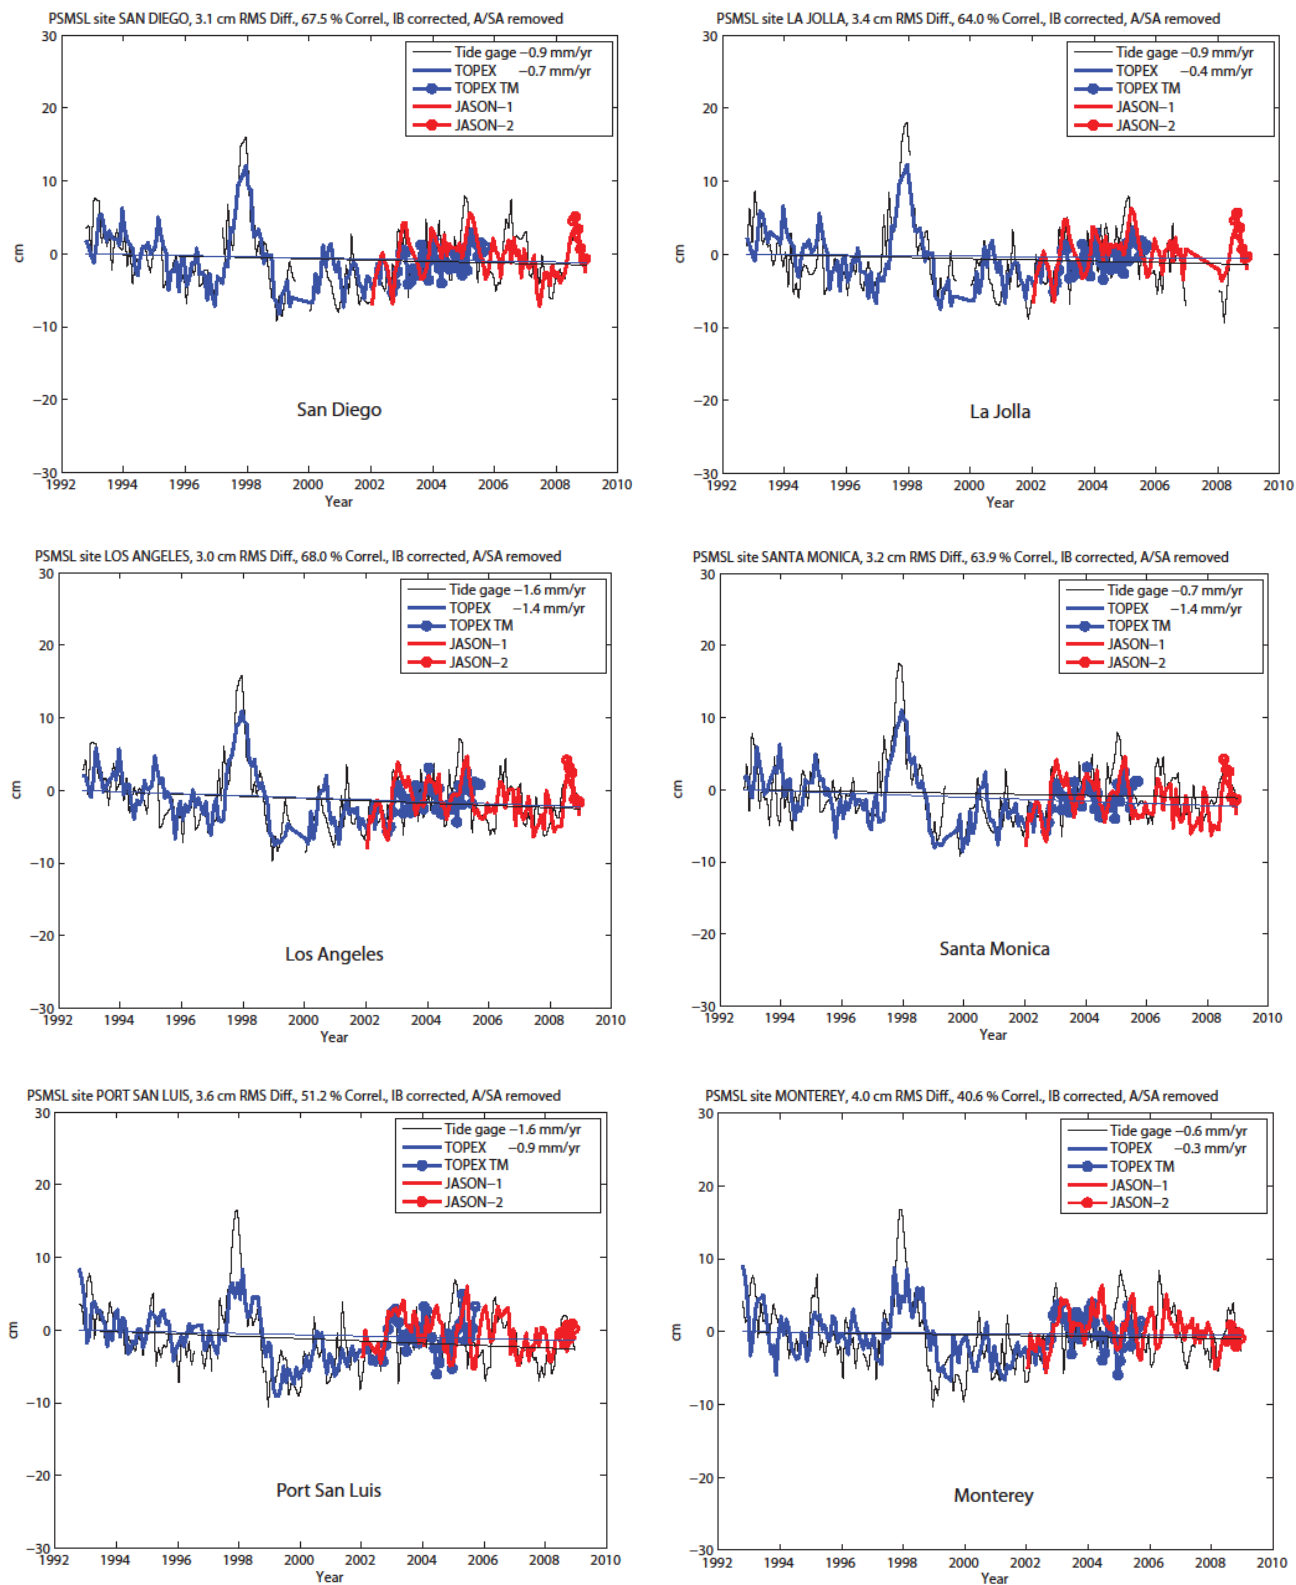 PSMSL site SAN DIEGO, 3.1 cm RMS Diff., 67.5 % Correl., IB corrected, A/SA removed
30
20
10
0
−10
−20
−30
cm
Tide gage −0.9 mm/yr
TOPEX −0.7 mm/yr
TOPEX TM
JASON−1
JASON−2
San Diego
1992 1994 1996 1998 2000 2002 2004 2006 2008 2010
Year
PSMSL site LA JOLLA, 3.4 cm RMS Diff., 64.0 % Correl., IB corrected, A/SA removed
30
20
10
0
−10
−20
−30
cm
Tide gage −0.9 mm/yr
TOPEX −0.4 mm/yr
TOPEX TM
JASON−1
JASON−2
La Jolla
1992 1994 1996 1998 2000 2002 2004 2006 2008 2010
Year
PSMSL site LOS ANGELES, 3.0 cm RMS Diff., 68.0 % Correl., IB corrected, A/SA removed
30
20
10
0
−10
−20
−30
cm
Tide gage −1.6 mm/yr
TOPEX −1.4 mm/yr
TOPEX TM
JASON−1
JASON−2
Los Angeles
1992 1994 1996 1998 2000 2002 2004 2006 2008 2010
Year
PSMSL site SANTA MONICA, 3.2 cm RMS Diff., 63.9 % Correl., IB corrected, A/SA removed
30
20
10
0
−10
−20
−30
cm
Tide gage −0.7 mm/yr
TOPEX −1.4 mm/yr
TOPEX TM
JASON−1
JASON−2
Santa Monica
1992 1994 1996 1998 2000 2002 2004 2006 2008 2010
Year
PSMSL site PORT SAN LUIS, 3.6 cm RMS Diff., 51.2 % Correl., IB corrected, A/SA removed
30
20
10
0
−10
−20
−30
cm
Tide gage −1.6 mm/yr
TOPEX −0.9 mm/yr
TOPEX TM
JASON−1
JASON−2
Port San Luis
1992 1994 1996 1998 2000 2002 2004 2006 2008 2010
Year
PSMSL site MONTEREY, 4.0 cm RMS Diff., 40.6 % Correl., IB corrected, A/SA removed
30
20
10
0
−10
−20
−30
cm
Tide gage −0.6 mm/yr
TOPEX −0.3 mm/yr
TOPEX TM
JASON−1
JASON−2
Monterey
1992 1994 1996 1998 2000 2002 2004 2006 2008 2010
Year